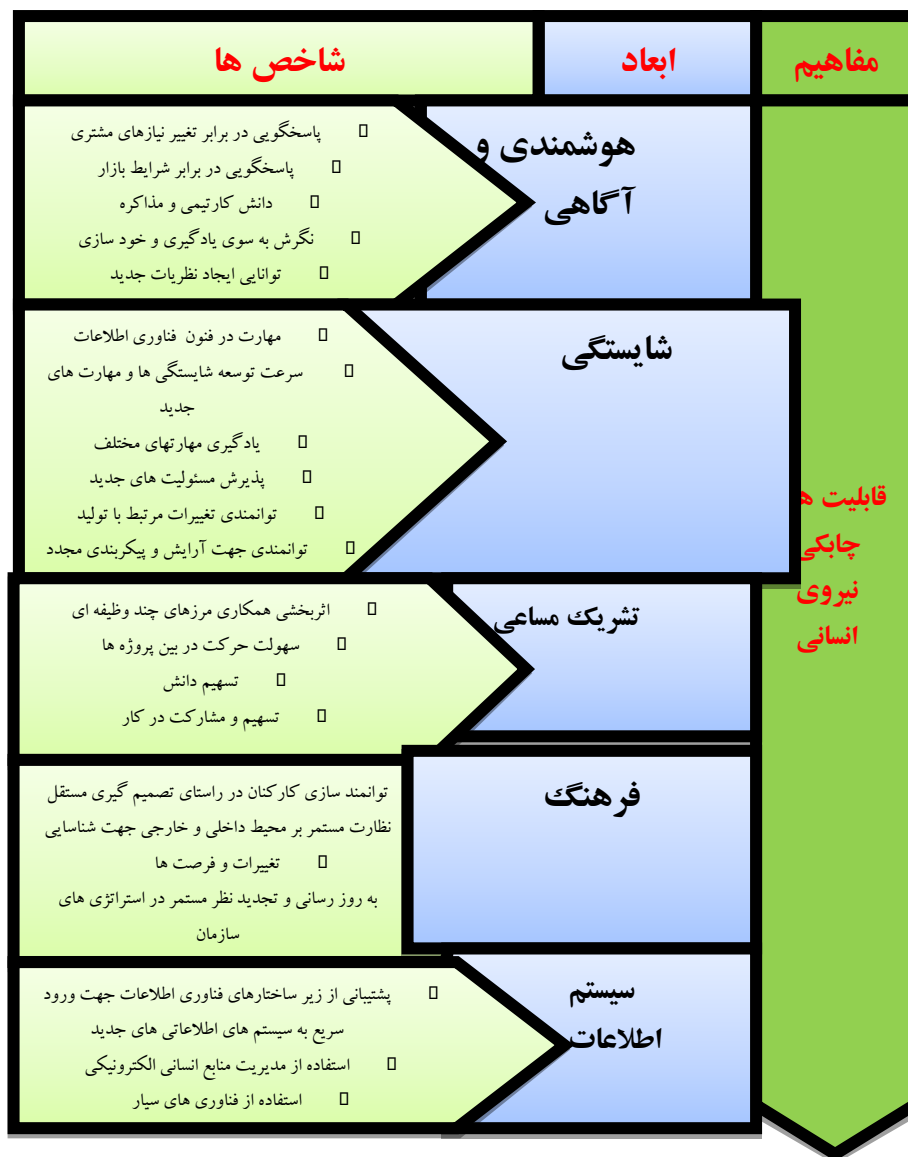 مفاهیم
ابعاد
شاخص ها
قابلیت ه
چابکی
نیروی
انسانی
هوشمندی و
آگاهی
پاسخگویی در برابر تغییر نیازهای مشتری
پاسخگویی در برابر شرایط بازار
دانش کارتیمی و مذاکره
نگرش به سوی یادگیری و خود سازی
توانایی ایجاد نظریات جدید
شایستگی
مهارت در فنون فناوری اطلاعات
سرعت توسعه شایستگی ها و مهارت های
جدید
یادگیری مهارتهای مختلف
پذیرش مسئولیت های جدید
توانمندی تغییرات مرتبط با تولید
توانمندی جهت آرایش و پیکربندی مجدد
تشریک مساعی
اثربخشی همکاری مرزهای چند وظیفه ای
سهولت حرکت در بین پروژه ها
تسهیم دانش
تسهیم و مشارکت در کار
فرهنگ
توانمند سازی کارکنان در راستای تصمیم گیری مستقل
نظارت مستمر بر محیط داخلی و خارجی جهت شناسایی
تغییرات و فرصت ها
به روز رسانی و تجدید نظر مستمر در استراتژی های
سازمان
سیستم
اطلاعات
پشتیبانی از زیر ساختارهای فناوری اطلاعات جهت ورود
سریع به سیستم های اطلاعاتی های جدید
استفاده از مدیریت منابع انسانی الکترونیکی
استفاده از فناوری های سیار